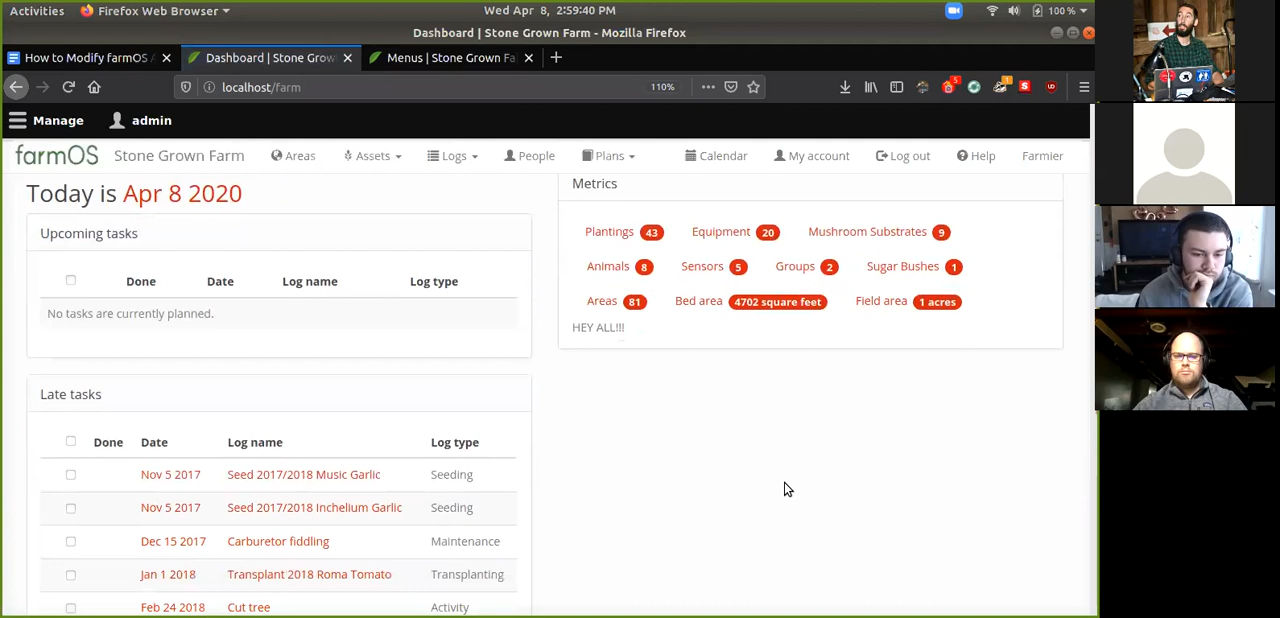 Activities Firefox Web Browser Wed Apr 8, 2:59:40 PM 100 %
Dashboard | Stone Grown Farm - Mozilla Firefox
How to Modify farmOS Dashboard | Stone Grow Menus | Stone Grown Fa
localhost/farm 110% 5 1
Manage admin
farmOS Stone Grown Farm Areas Assets Logs People Plans Calendar My account Log out Help Farmier
Today is Apr 8 2020
Upcoming tasks
Done Date Log name Log type
No tasks are currently planned.
Late tasks
Done Date Log name Log type
Nov 5 2017 Seed 2017/2018 Music Garlic Seeding
Nov 5 2017 Seed 2017/2018 Inchelium Garlic Seeding
Dec 15 2017 Carburetor fiddling Maintenance
Jan 1 2018 Transplant 2018 Roma Tomato Transplanting
Feb 24 2018 Cut tree Activity
Metrics
Plantings 43 Equipment 20 Mushroom Substrates 9
Animals 8 Sensors 5 Groups 2 Sugar Bushes 1
Areas 81 Bed area 4702 square feet Field area 1 acres
HEY ALL!!!